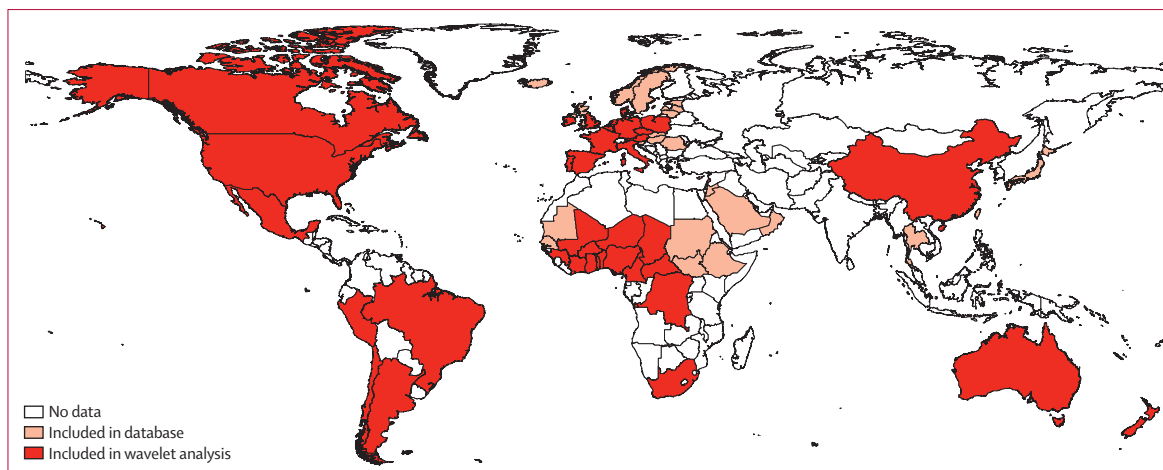 No data
Included in database
Included in wavelet analysis